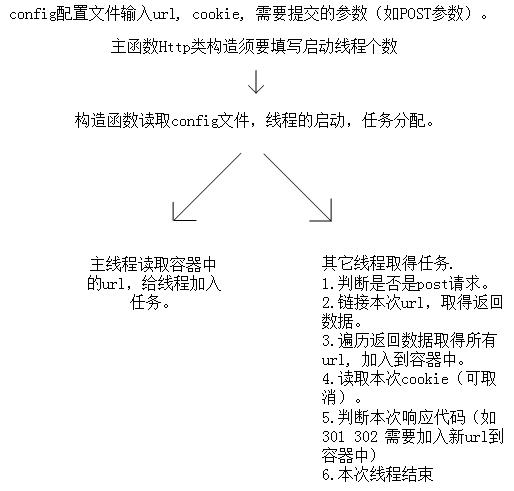 config配置文件输入url, cookie, 需要提交的参数（如POST参数）。
主函数Http类构造须要填写启动线程个数
构造函数读取config文件，线程的启动，任务分配。
主线程读取容器中
的url，给线程加入
任务。
其它线程取得任务.
1.判断是否是post请求。
2.链接本次url，取得返回
数据。
3.遍历返回数据取得所有
url, 加入到容器中。
4.读取本次cookie（可取
消）。
5.判断本次响应代码（如
301 302 需要加入新url到
容器中）
6.本次线程结束